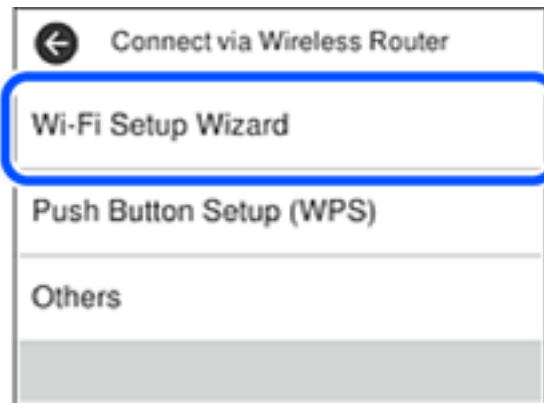 Connect via Wireless Router
Wi-Fi Setup Wizard
Push Button Setup (WPS)
Others